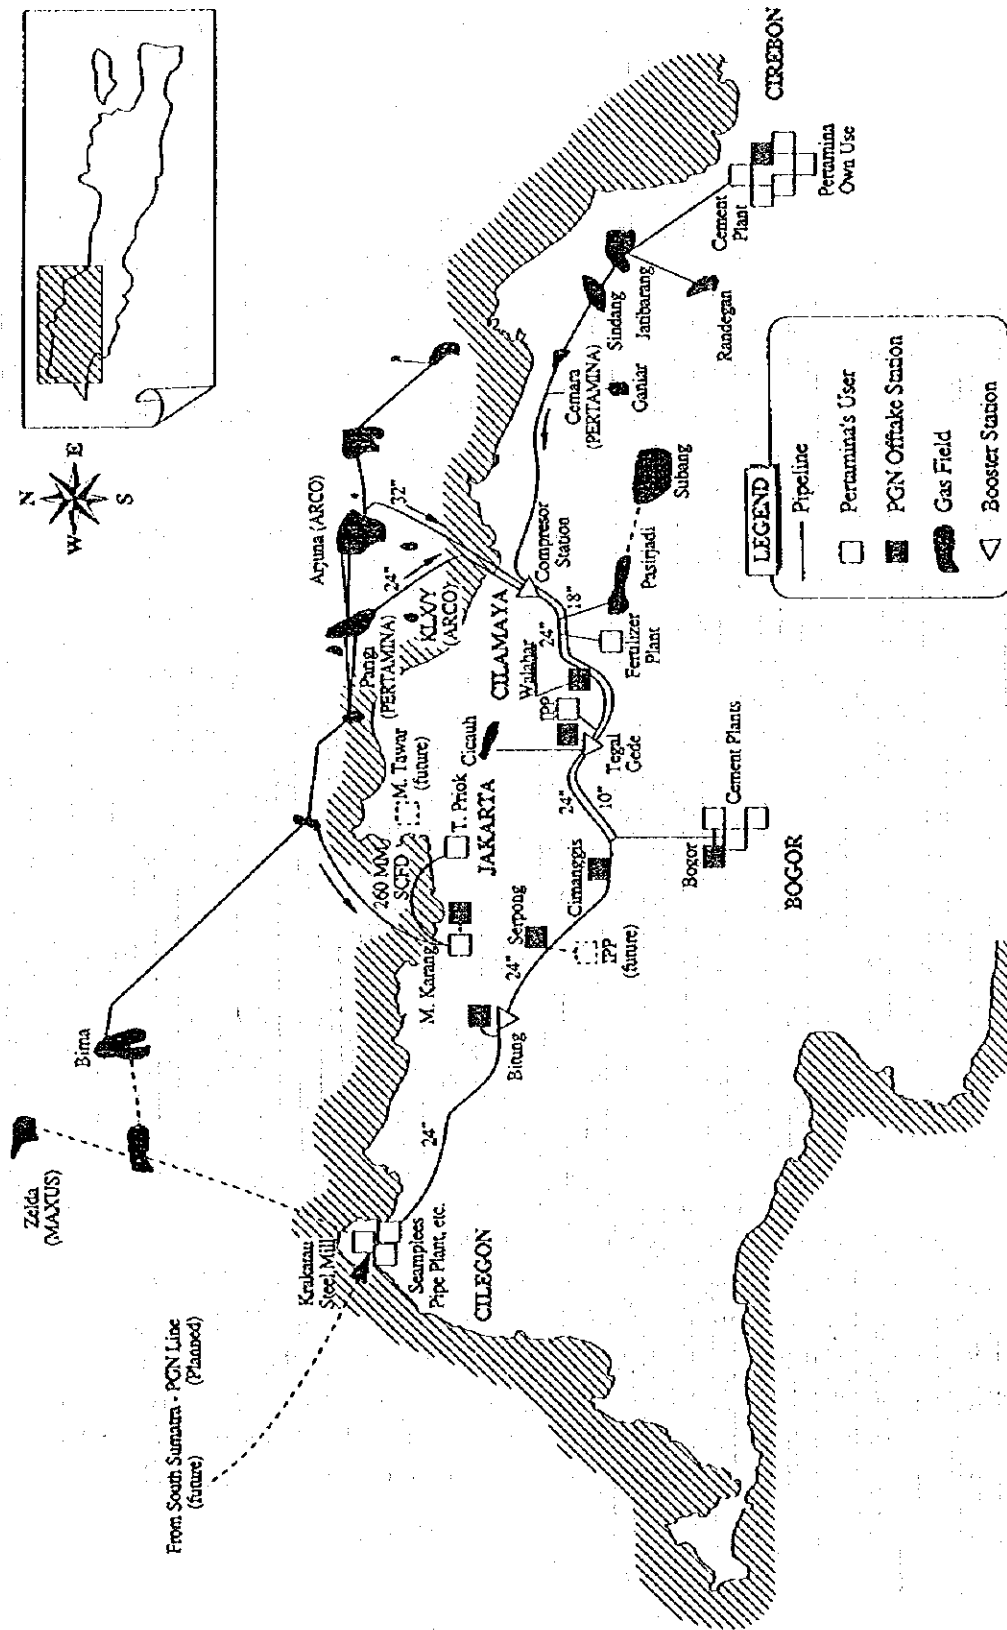 N
W
E
S
Zelda
(MAXUS)
Bima
From South Sumatra - PGN Line
(Planned)
(future)
Krakatau
Steel Mill
Seamplees
Pipe Plant, etc.
CILEGON
24"
Bitung
24"
Serpong
IPP
(future)
M. Karang
260 MM
SCFD
M. Tawar
(future)
T. Priok
JAKARTA
Cicauh
Cimanggis
24"
10"
Bogor
Cement Plants
BOGOR
Tegal
Gede
IPP
Walahar
CILAMAYA
24"
18"
Fertilizer
Plant
Compresor
Station
Pasirjadi
Subang
(PERTAMINA)
KLX/Y
(ARCO)
24"
32"
Arjuna (ARCO)
Cemara
(PERTAMINA)
Ganiar
Sindang
Jatibarang
Randegan
Cement
Plant
Pertamina
Own Use
CIREBON
LEGEND
Pipeline
Pertamina's User
PGN Offtake Station
Gas Field
Booster Station